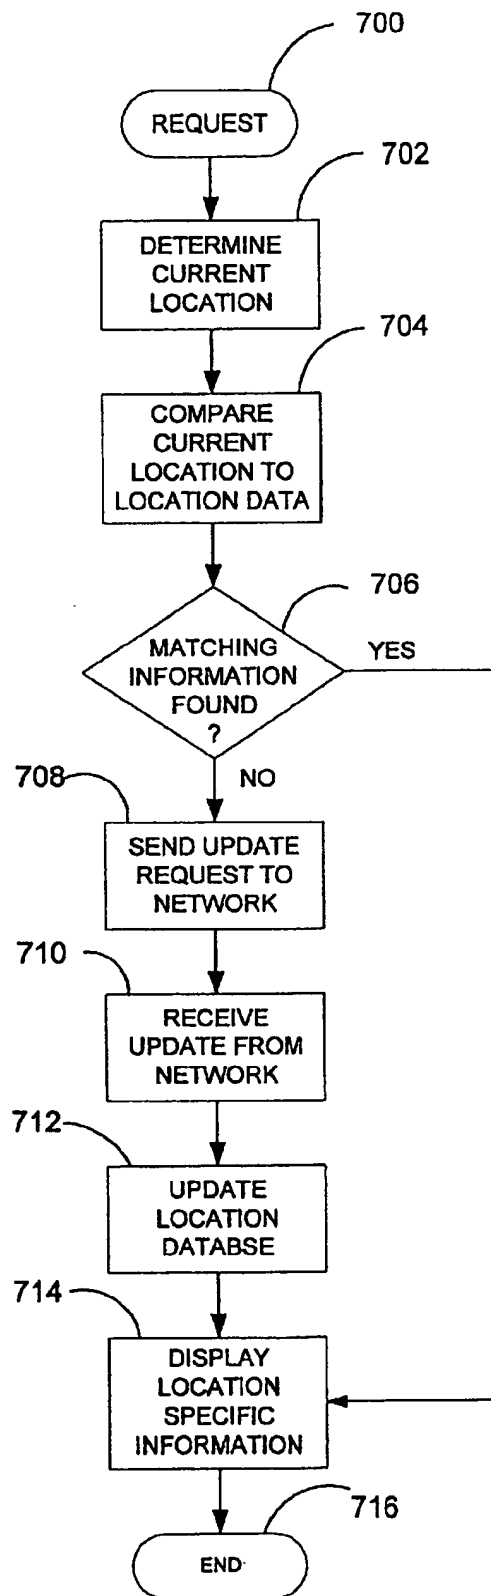 700
REQUEST
702
DETERMINE
CURRENT
LOCATION
704
COMPARE
CURRENT
LOCATION TO
LOCATION DATA
706
MATCHING
INFORMATION
FOUND
?
YES
NO
708
SEND UPDATE
REQUEST TO
NETWORK
710
RECEIVE
UPDATE FROM
NETWORK
712
UPDATE
LOCATION
DATABSE
714
DISPLAY
LOCATION
SPECIFIC
INFORMATION
716
END